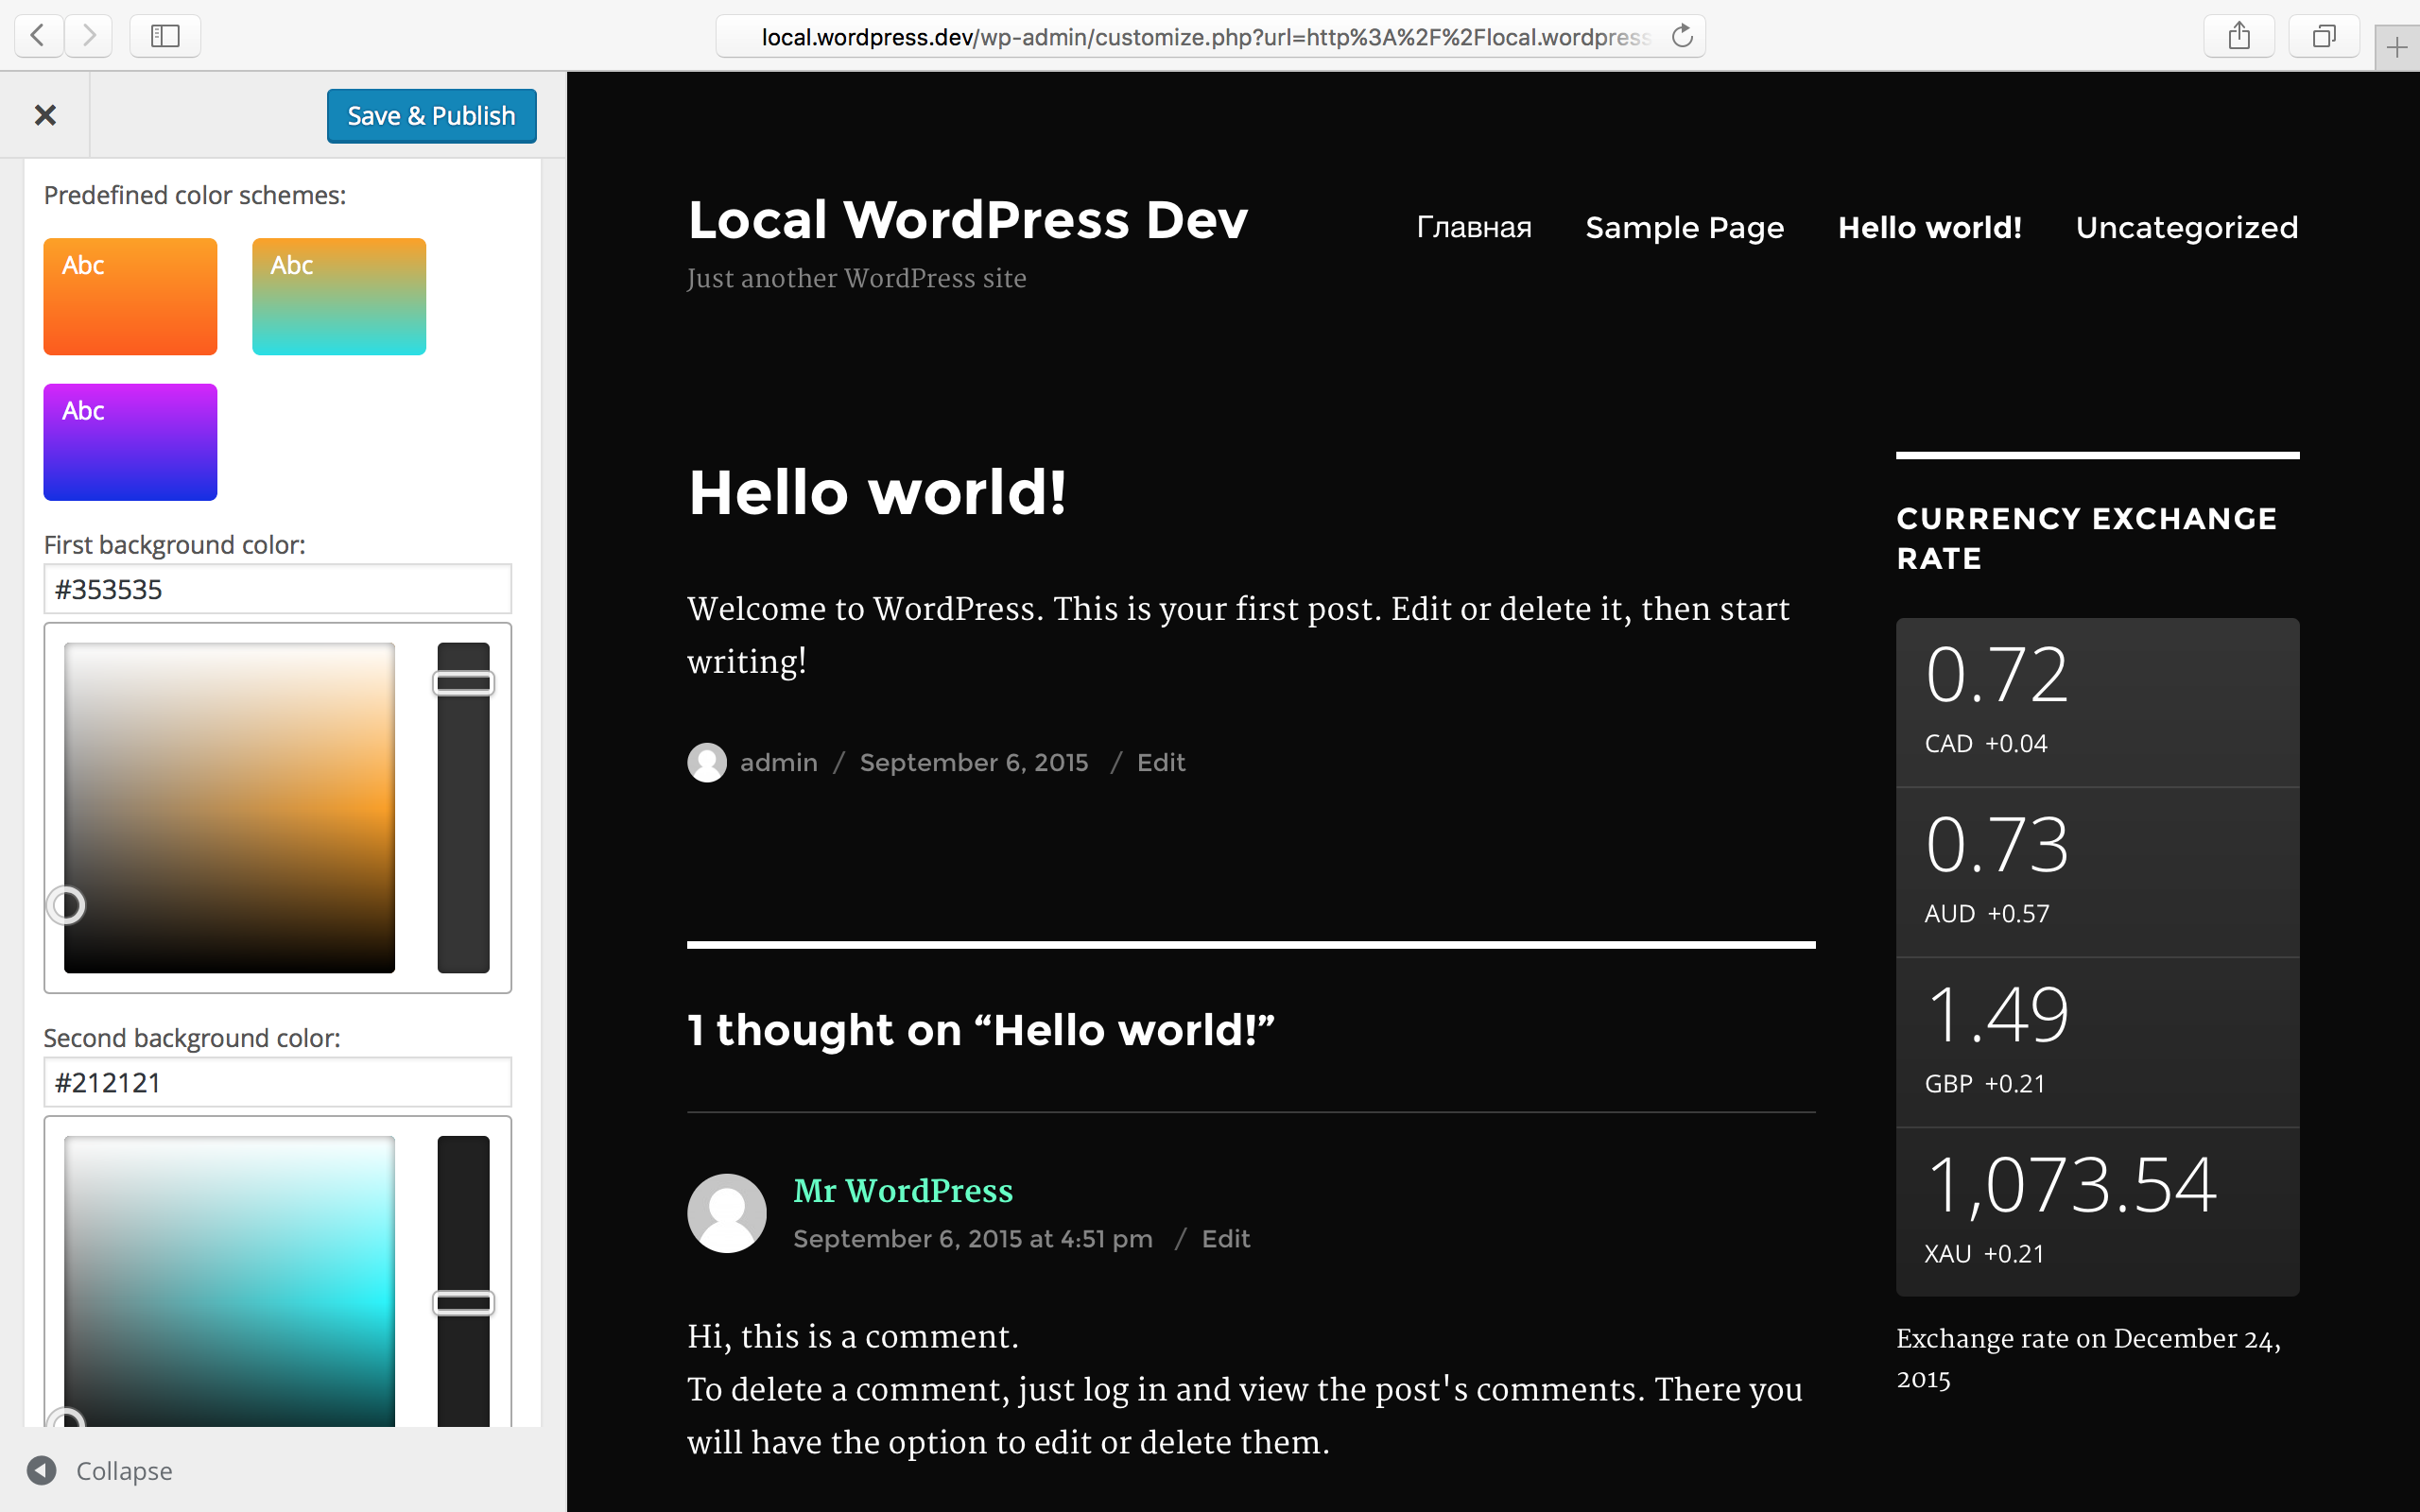 local.wordpress.dev/wp-admin/customize.php?url=http%3A%2F%2Flocal.wordpress
Save & Publish
Predefined color schemes:
Abc
Abc
Abc
First background color:
#353535
Second background color:
#212121
Collapse
Local WordPress Dev
Just another WordPress site
Главная
Sample Page
Hello world!
Uncategorized
Hello world!
Welcome to WordPress. This is your first post. Edit or delete it, then start
writing!
admin / September 6, 2015 / Edit
1 thought on “Hello world!”
Mr WordPress
September 6, 2015 at 4:51 pm / Edit
Hi, this is a comment.
To delete a comment, just log in and view the post's comments. There you
will have the option to edit or delete them.
CURRENCY EXCHANGE
RATE
0.72
CAD +0.04
0.73
AUD +0.57
1.49
GBP +0.21
1,073.54
XAU +0.21
Exchange rate on December 24,
2015